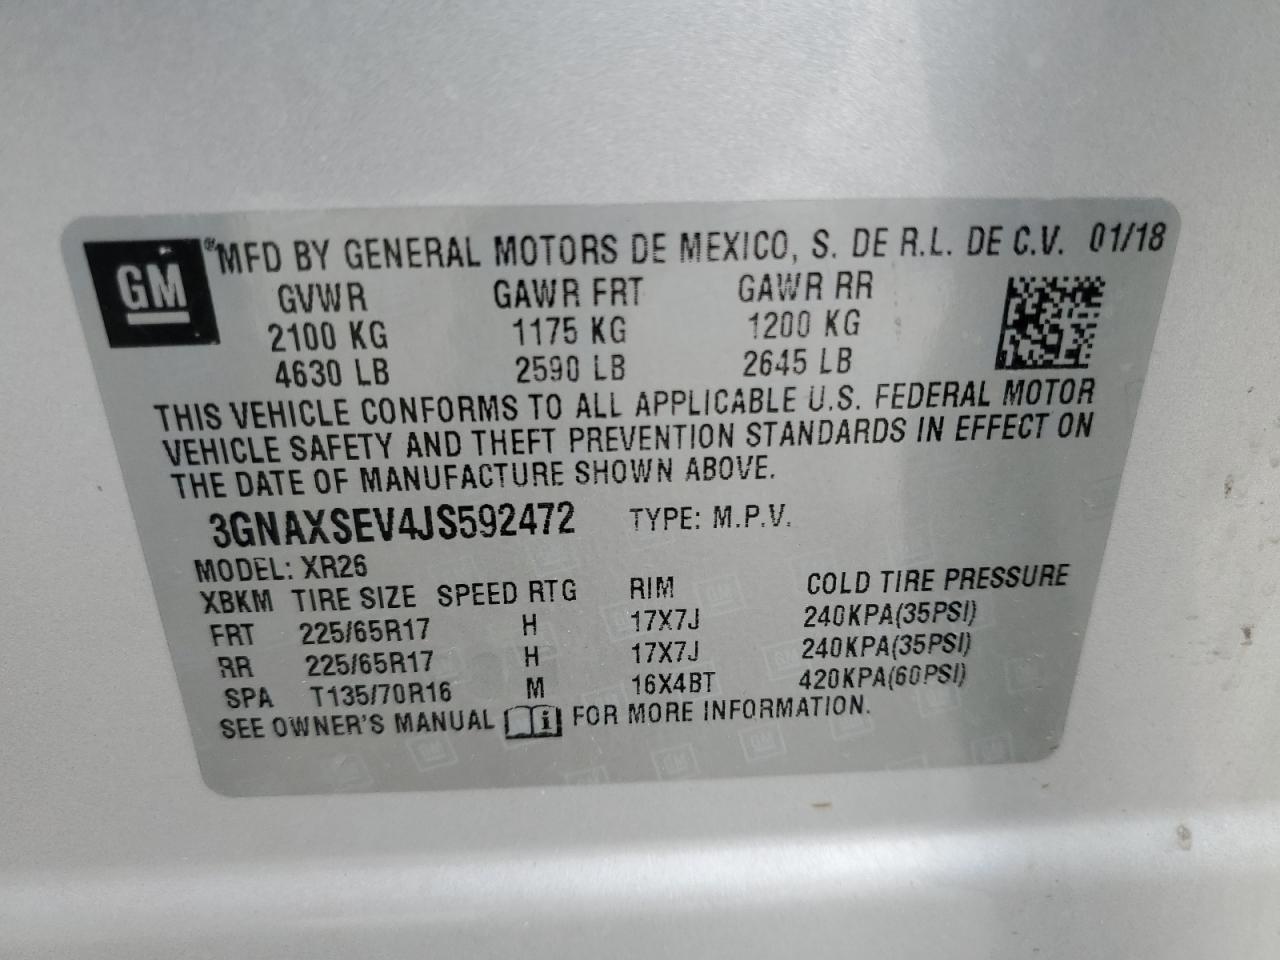 GM
®MFD BY GENERAL MOTORS DE MEXICO, S. DE R.L. DE C.V. 01/18
GVWR GAWR FRT GAWR RR
2100 KG 1175 KG 1200 KG
4630 LB 2590 LB 2645 LB
THIS VEHICLE CONFORMS TO ALL APPLICABLE U.S. FEDERAL MOTOR
VEHICLE SAFETY AND THEFT PREVENTION STANDARDS IN EFFECT ON
THE DATE OF MANUFACTURE SHOWN ABOVE.
3GNAXSEV4JS592472 TYPE: M.P.V.
MODEL: XR26
XBKM TIRE SIZE SPEED RTG RIM COLD TIRE PRESSURE
FRT 225/65R17 H 17X7J 240KPA(35PSI)
RR 225/65R17 H 17X7J 240KPA(35PSI)
SPA T135/70R16 M 16X4BT 420KPA(60PSI)
SEE OWNER'S MANUAL i FOR MORE INFORMATION.